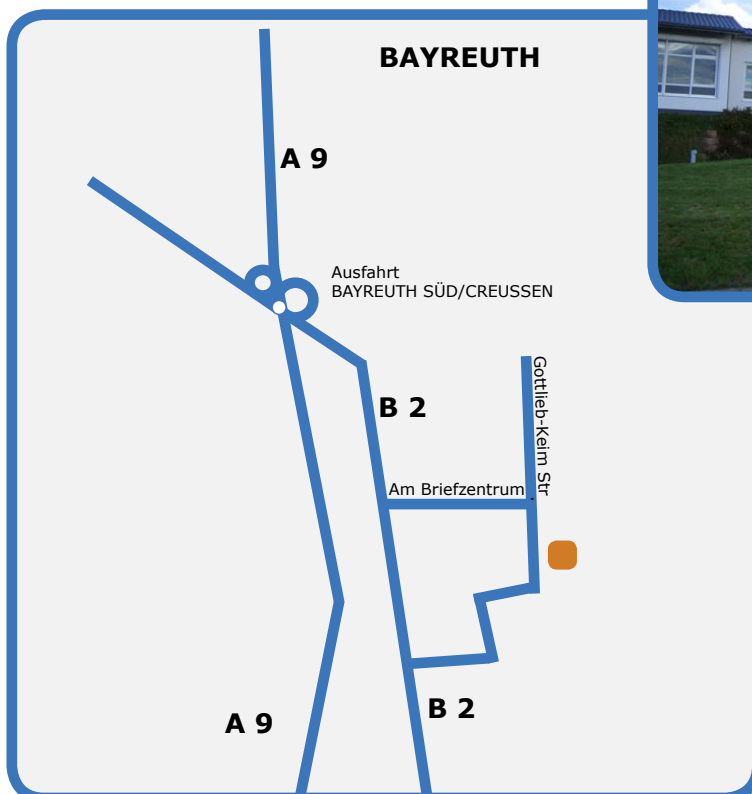 BAYREUTH
A 9
Ausfahrt
BAYREUTH SÜD/CREUSSEN
Gottlieb-Keim Str.
B 2
Am Briefzentrum
B 2
A 9